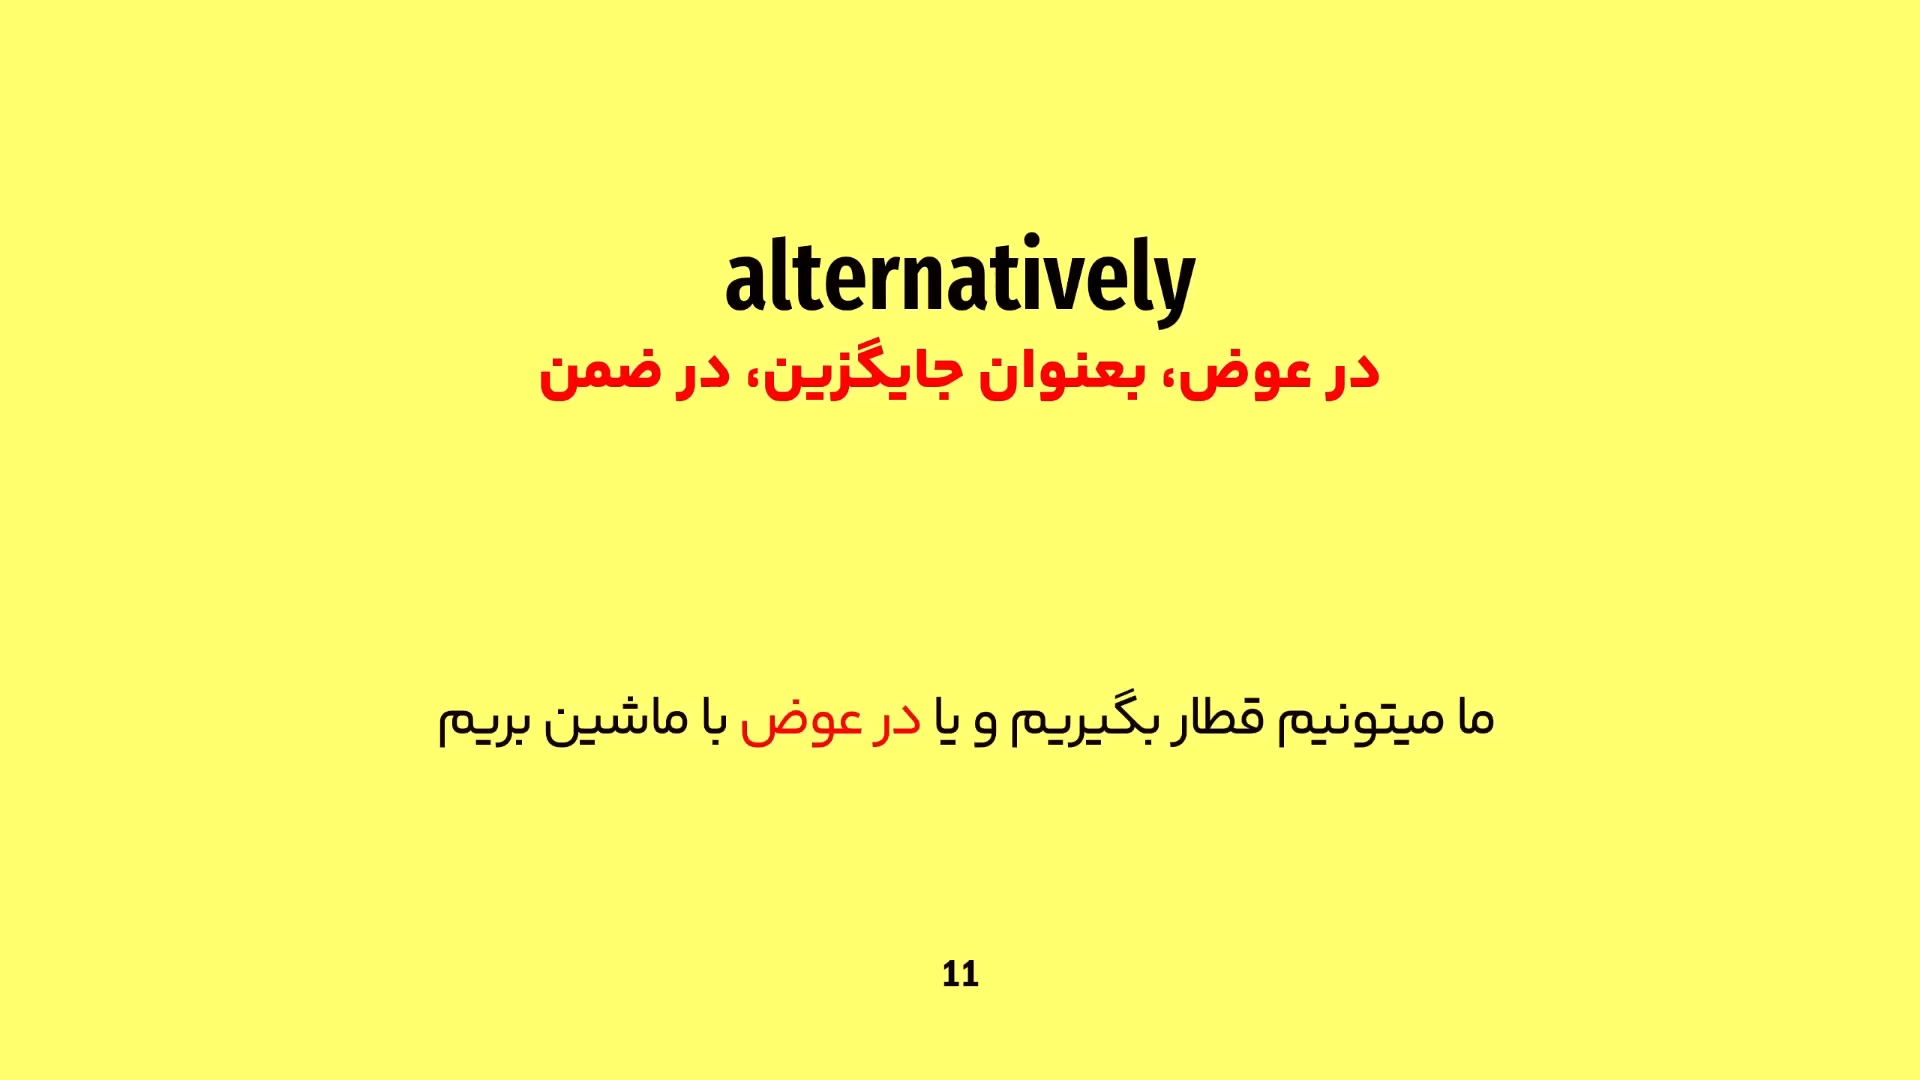 alternatively
در عوض، بعنوان جایگزین، در ضمن
ما میتونیم قطار بگیریم و یا در عوض با ماشین بریم
11